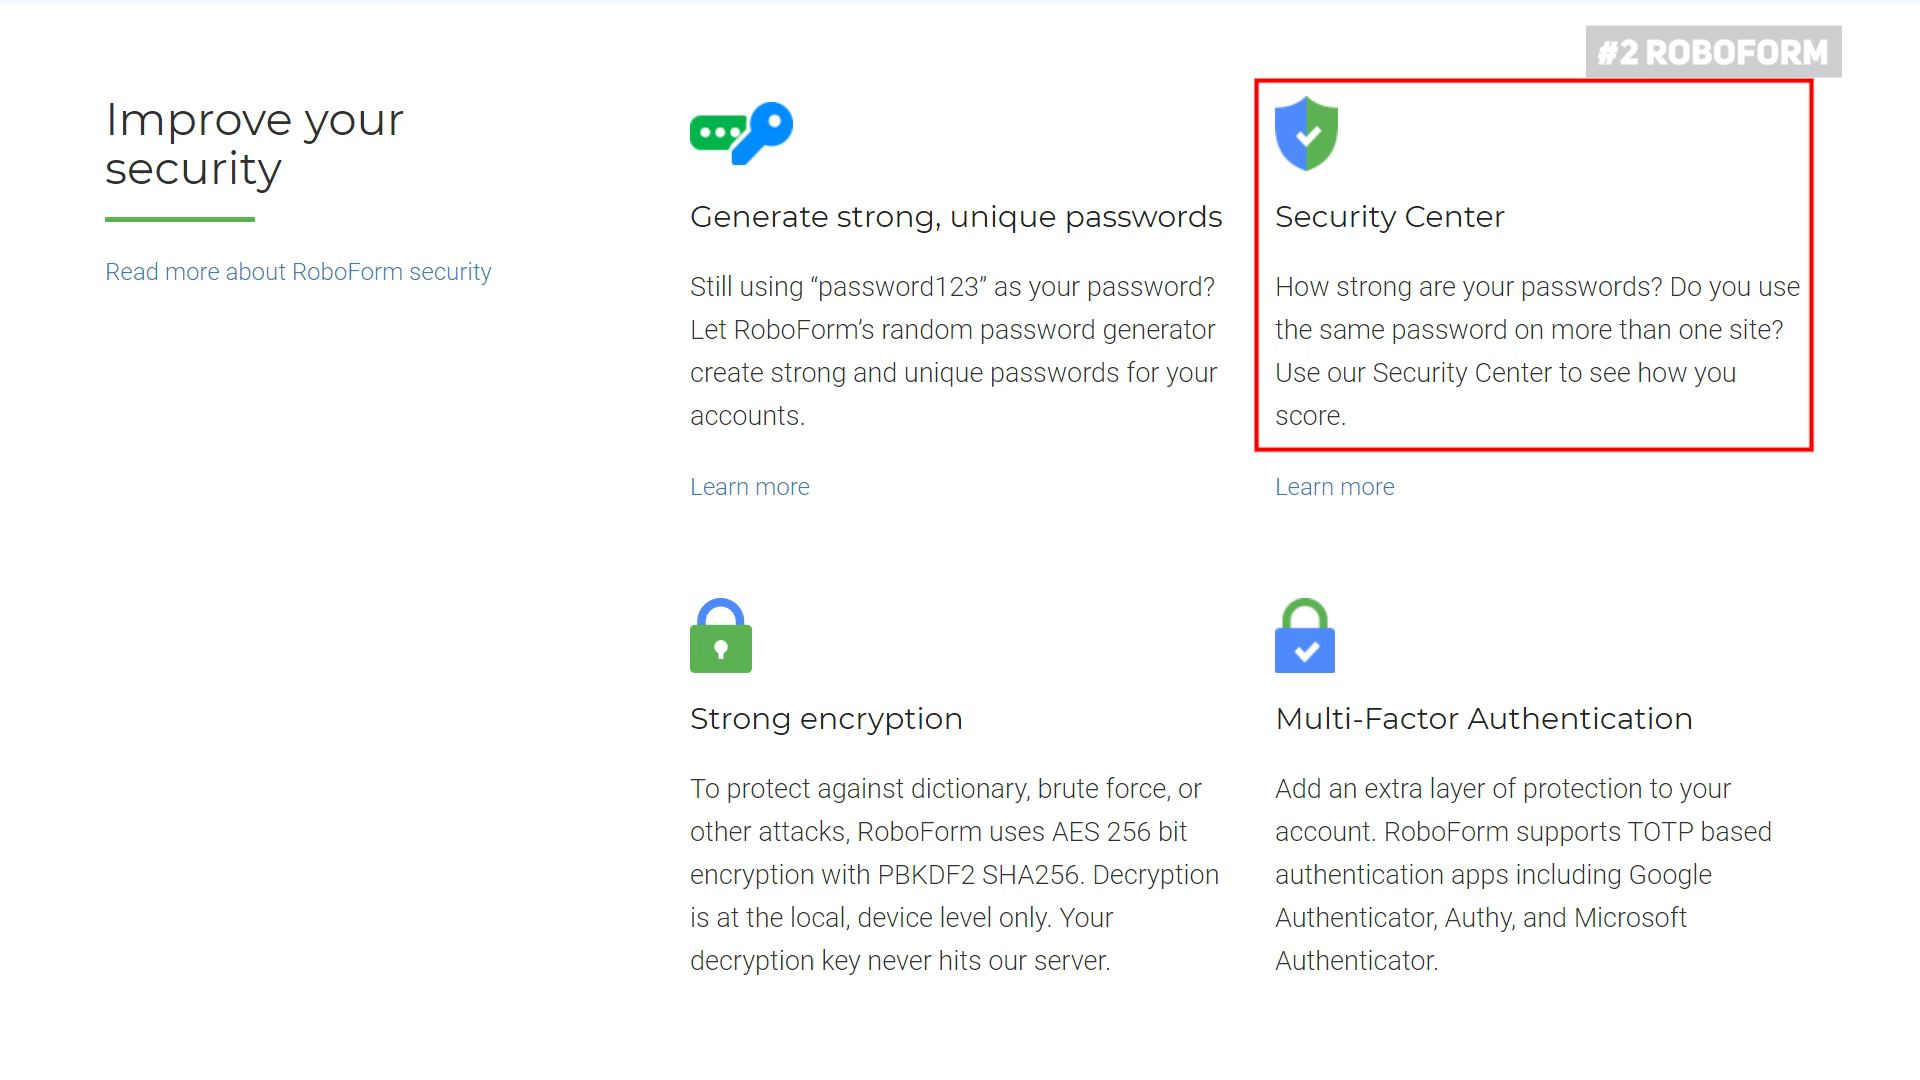 #2 ROBOFORM
Improve your
security
Read more about RoboForm security
Generate strong, unique passwords
Still using “password123” as your password?
Let RoboForm’s random password generator
create strong and unique passwords for your
accounts.
Learn more
Security Center
How strong are your passwords? Do you use
the same password on more than one site?
Use our Security Center to see how you
score.
Learn more
Strong encryption
To protect against dictionary, brute force, or
other attacks, RoboForm uses AES 256 bit
encryption with PBKDF2 SHA256. Decryption
is at the local, device level only. Your
decryption key never hits our server.
Multi-Factor Authentication
Add an extra layer of protection to your
account. RoboForm supports TOTP based
authentication apps including Google
Authenticator, Authy, and Microsoft
Authenticator.